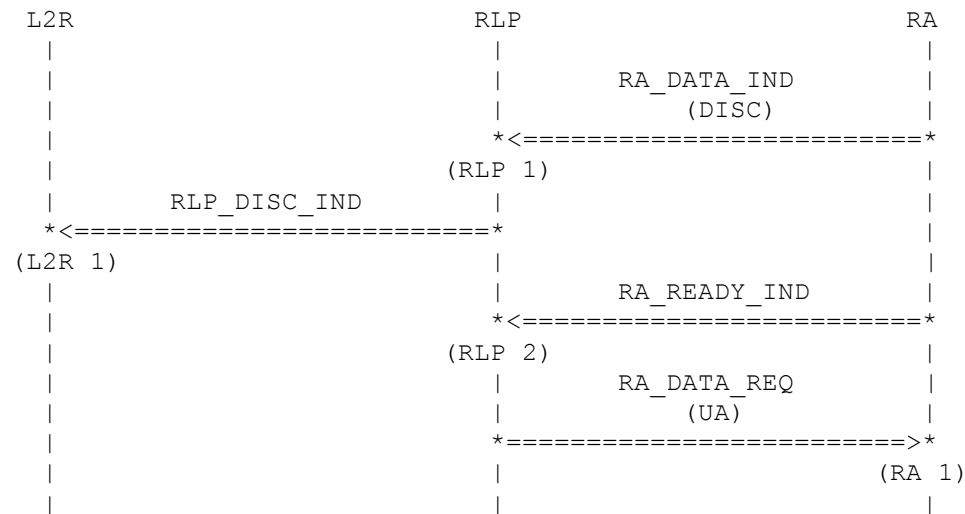 L2R RLP RA
RA_DATA_IND
(DISC)
(RLP 1)
RLP_DISC_IND
(L2R 1)
RA_READY_IND
(RLP 2)
RA_DATA_REQ
(UA)
(RA 1)